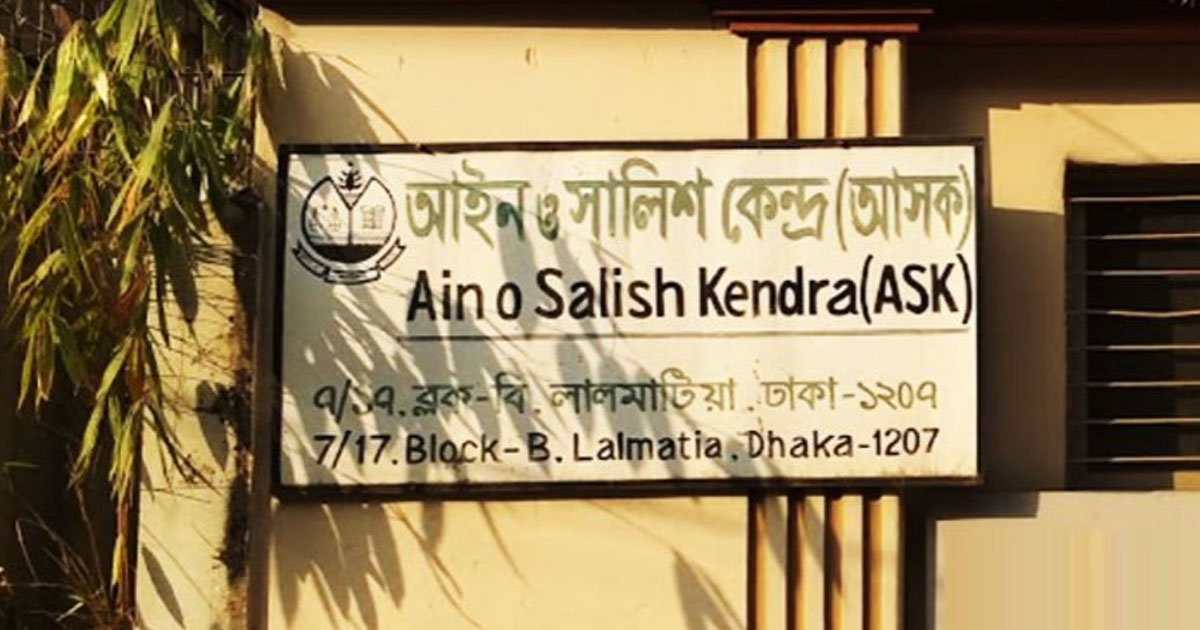 আইন ও সালিশ কেন্দ্র (আসক)
Ain o Salish Kendra (ASK)
৭/১৭. ব্লক-বি. লালমাটিয়া. ঢাকা-১২০৭
7/17. Block-B. Lalmatia. Dhaka-1207